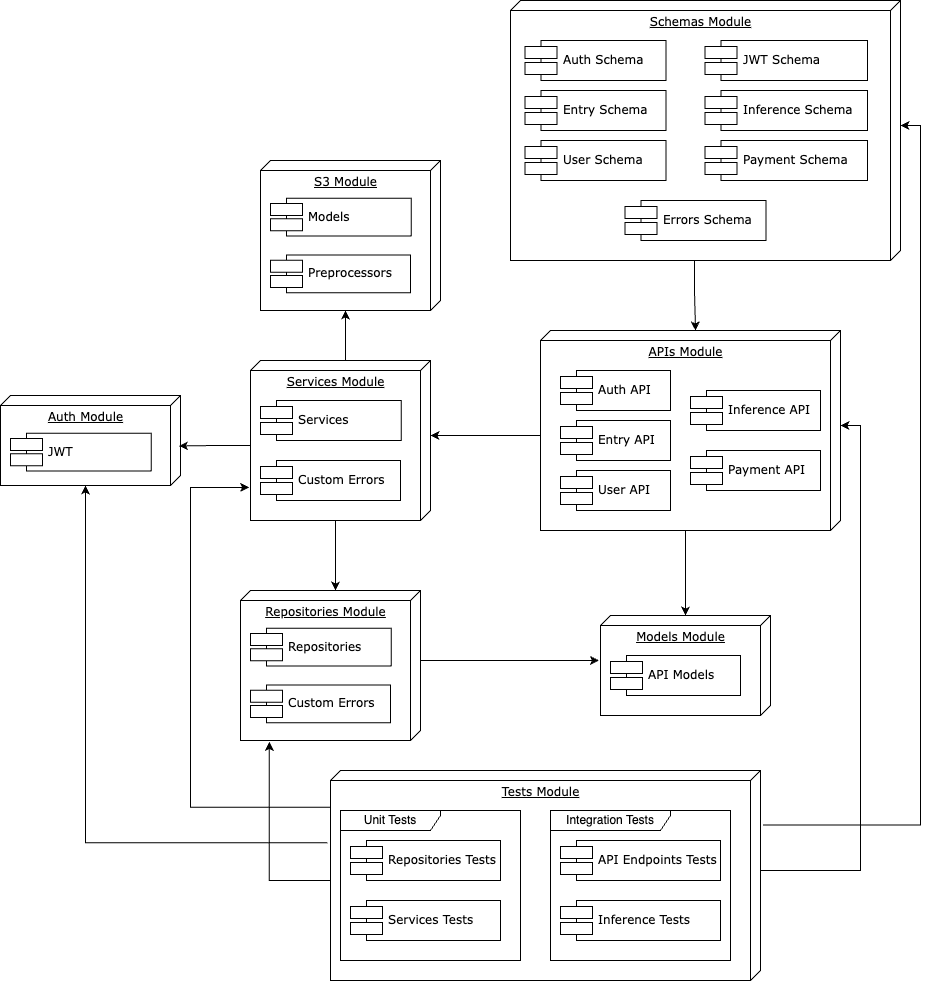 Schemas Module
Auth Schema
JWT Schema
Entry Schema
Inference Schema
User Schema
Payment Schema
Errors Schema
S3 Module
Models
Preprocessors
APIs Module
Auth API
Inference API
Entry API
Payment API
User API
Services Module
Services
Custom Errors
Auth Module
JWT
Repositories Module
Repositories
Custom Errors
Models Module
API Models
Tests Module
Unit Tests
Repositories Tests
Services Tests
Integration Tests
API Endpoints Tests
Inference Tests